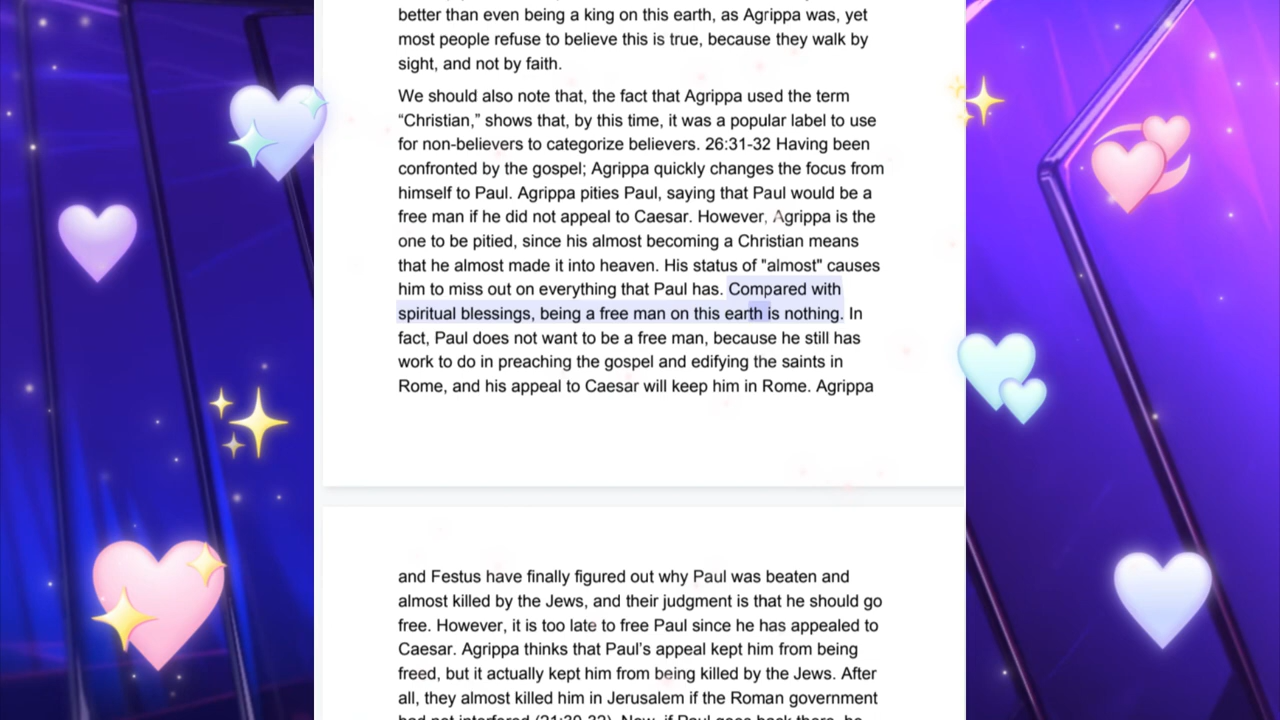 better than even being a king on this earth, as Agrippa was, yet
most people refuse to believe this is true, because they walk by
sight, and not by faith.
We should also note that, the fact that Agrippa used the term
“Christian,” shows that, by this time, it was a popular label to use
for non-believers to categorize believers. 26:31-32 Having been
confronted by the gospel; Agrippa quickly changes the focus from
himself to Paul. Agrippa pities Paul, saying that Paul would be a
free man if he did not appeal to Caesar. However, Agrippa is the
one to be pitied, since his almost becoming a Christian means
that he almost made it into heaven. His status of "almost" causes
him to miss out on everything that Paul has. Compared with
spiritual blessings, being a free man on this earth is nothing. In
fact, Paul does not want to be a free man, because he still has
work to do in preaching the gospel and edifying the saints in
Rome, and his appeal to Caesar will keep him in Rome. Agrippa
and Festus have finally figured out why Paul was beaten and
almost killed by the Jews, and their judgment is that he should go
free. However, it is too late to free Paul since he has appealed to
Caesar. Agrippa thinks that Paul’s appeal kept him from being
freed, but it actually kept him from being killed by the Jews. After
all, they almost killed him in Jerusalem if the Roman government
had not interfered (21:30-32). Now, if Paul goes back there, he